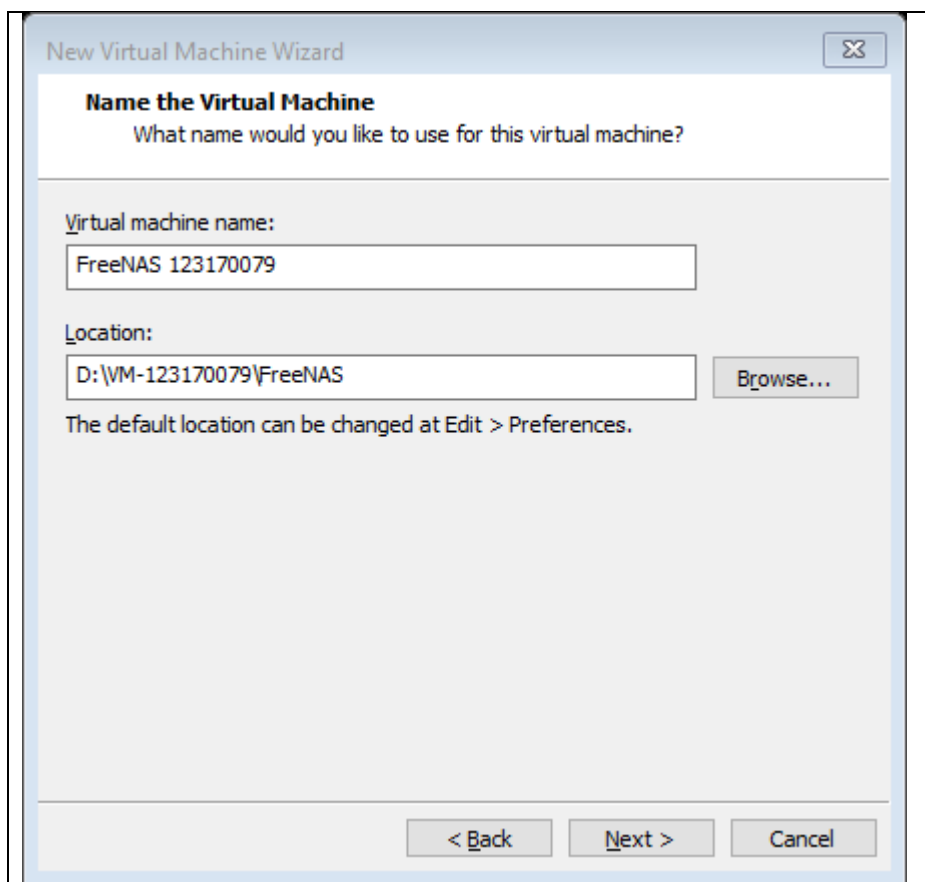 New Virtual Machine Wizard
Name the Virtual Machine
What name would you like to use for this virtual machine?
Virtual machine name:
FreeNAS 123170079
Location:
D:\VM-123170079\FreeNAS
Browse...
The default location can be changed at Edit > Preferences.
< Back Next > Cancel